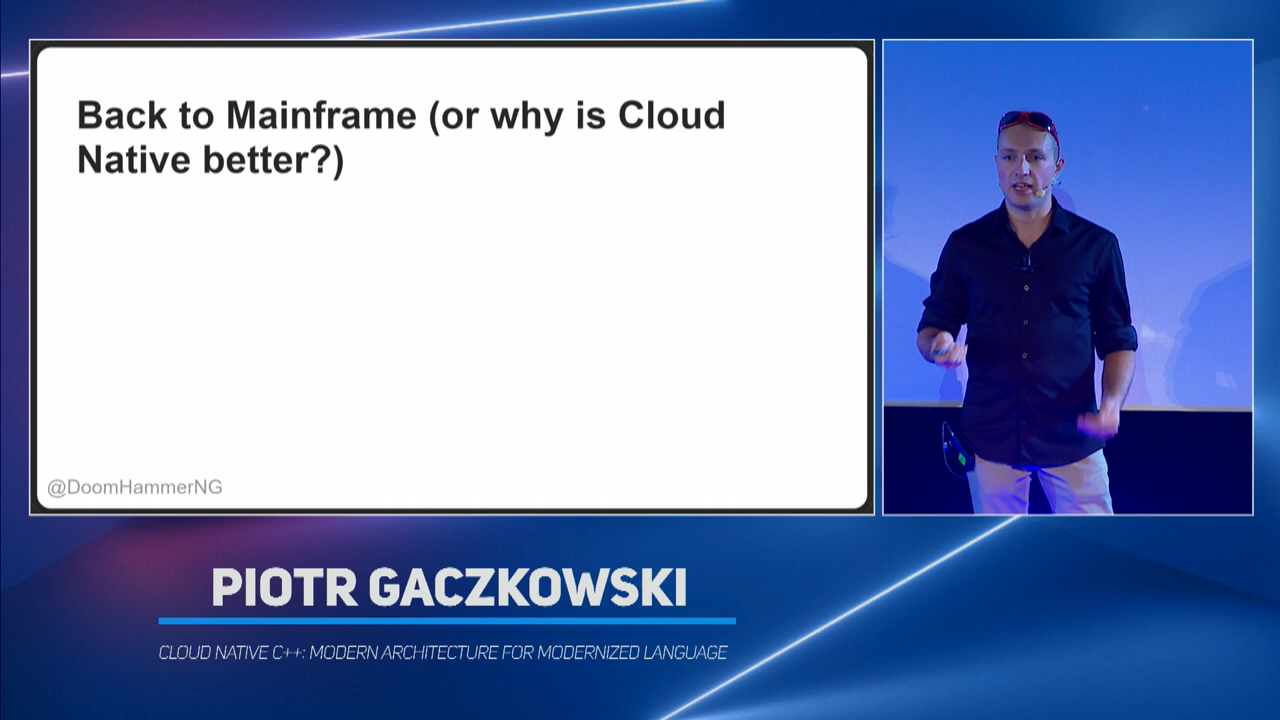 Back to Mainframe (or why is Cloud
Native better?)
@DoomHammerNG
PIOTR GACZKOWSKI
CLOUD NATIVE C++: MODERN ARCHITECTURE FOR MODERNIZED LANGUAGE